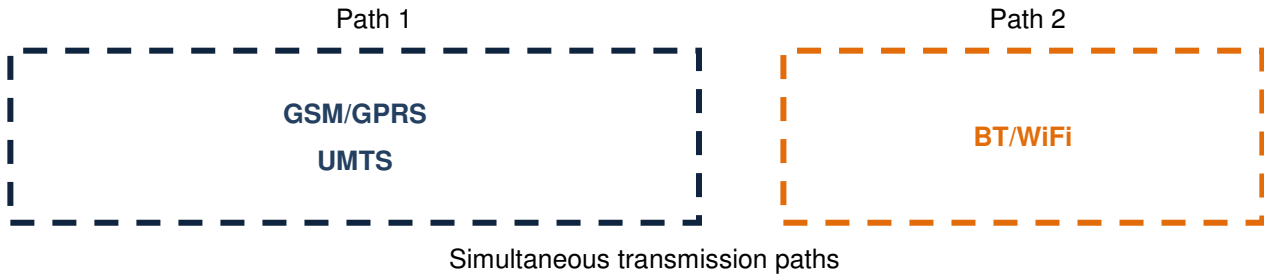 Path 1
Path 2
GSM/GPRS
UMTS
BT/WiFi
Simultaneous transmission paths